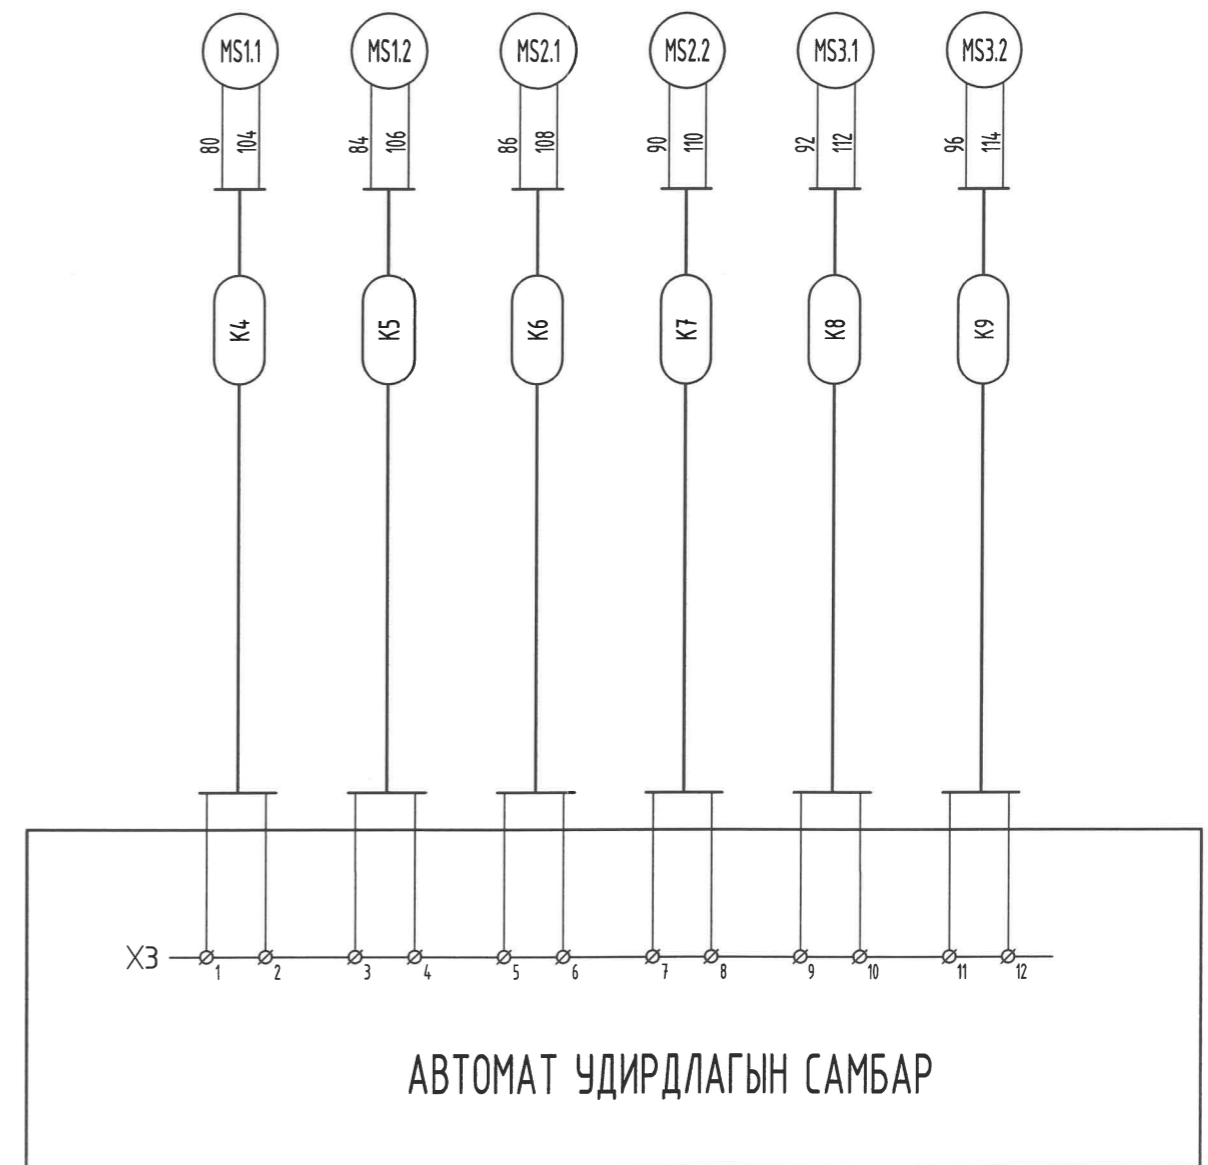 MS1.1 MS1.2 MS2.1 MS2.2 MS3.1 MS3.2
80 104 84 106 86 108 90 110 92 112 96 114
K4 K5 K6 K7 K8 K9
X3 1 2 3 4 5 6 7 8 9 10 11 12
АВТОМАТ УДИРДЛАГЫН САМБАР